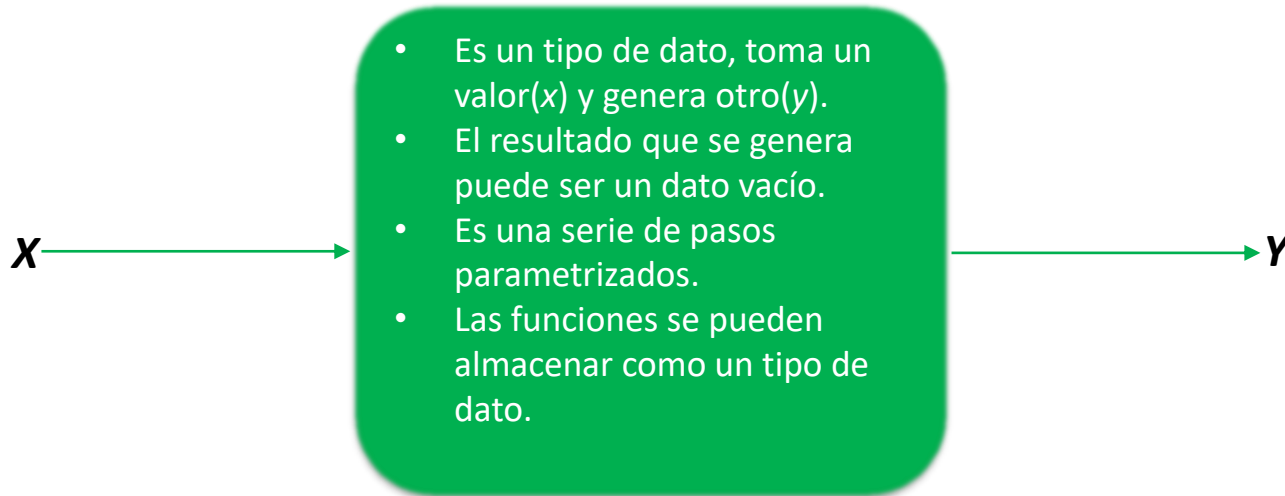 • Es un tipo de dato, toma un
valor(x) y genera otro(y).
• El resultado que se genera
puede ser un dato vacío.
• Es una serie de pasos
parametrizados.
• Las funciones se pueden
almacenar como un tipo de
dato.
X
Y